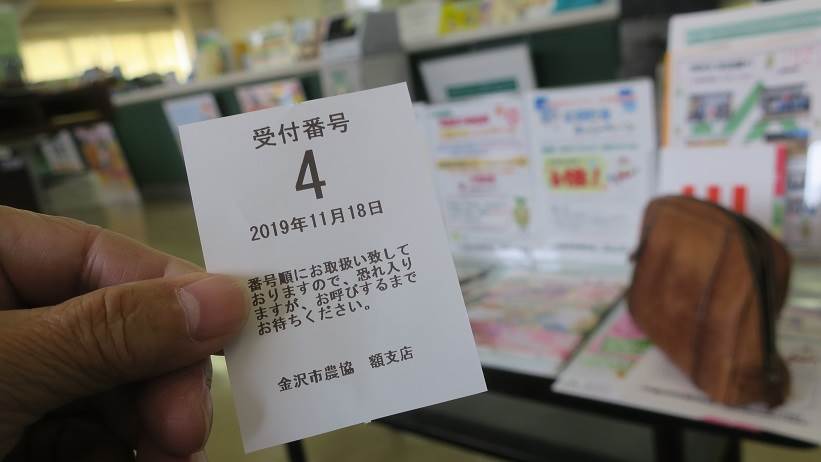 受付番号
4
2019年11月18日
番号順にお取扱い致して
おりますので、恐れ入り
ますが、お呼びするまで
お待ちください。
金沢市農協　額支店